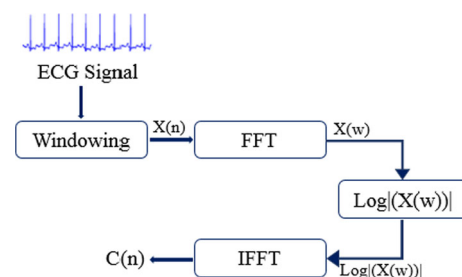 ECG Signal
Windowing
X(n)
FFT
X(w)
Log|(X(w))|
Log|(X(w))|
IFFT
C(n)